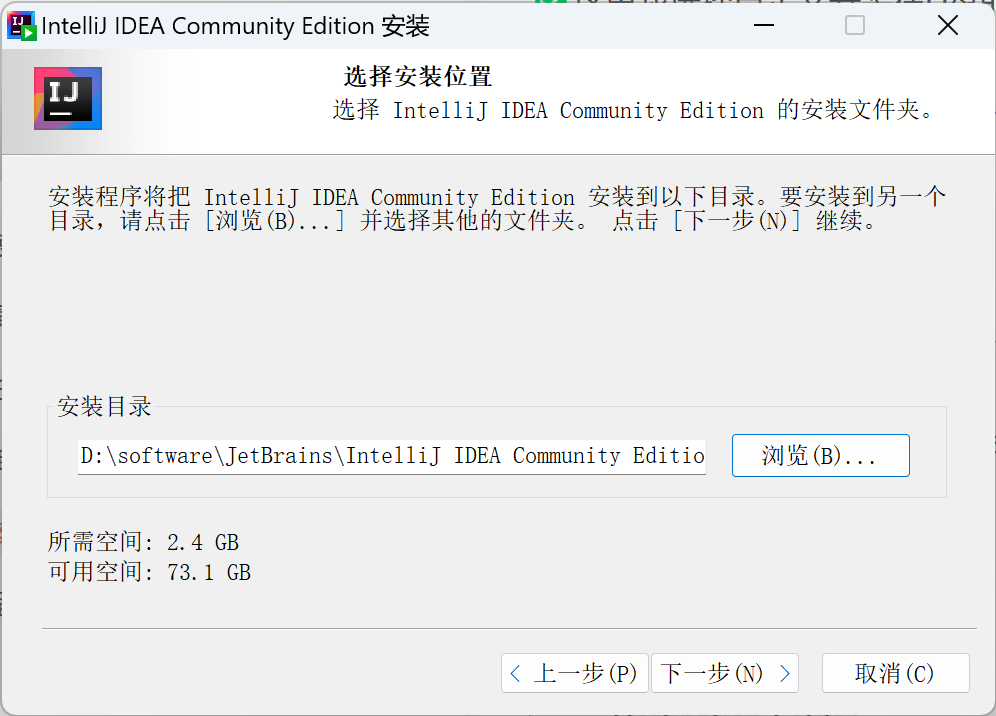 IntelliJ IDEA Community Edition 安装
IJ
选择安装位置
选择 IntelliJ IDEA Community Edition 的安装文件夹。
安装程序将把 IntelliJ IDEA Community Edition 安装到以下目录。要安装到另一个
目录，请点击 [浏览(B)...] 并选择其他的文件夹。 点击 [下一步(N)] 继续。
安装目录
D:\software\JetBrains\IntelliJ IDEA Community Editio
浏览(B)...
所需空间: 2.4 GB
可用空间: 73.1 GB
< 上一步(P)
下一步(N) >
取消(C)